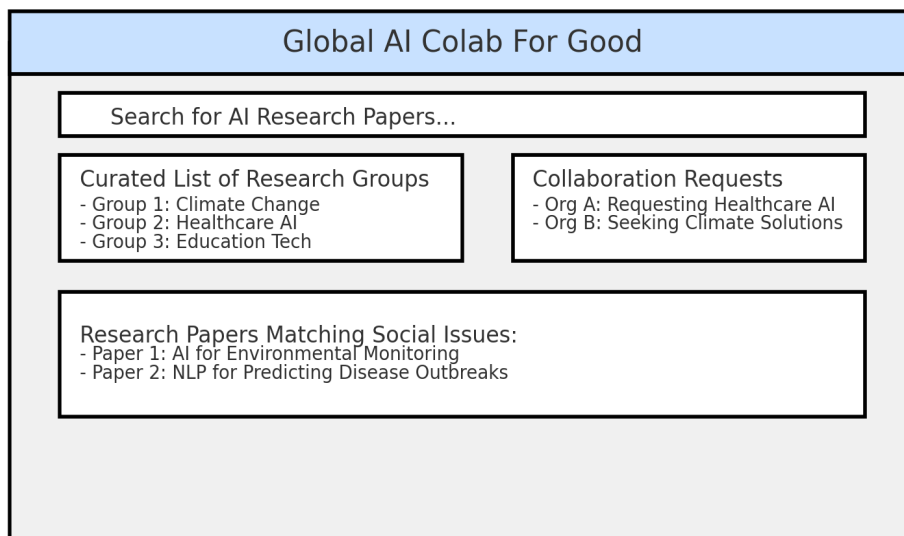 Global AI Colab For Good
Search for AI Research Papers...
Curated List of Research Groups
- Group 1: Climate Change
- Group 2: Healthcare AI
- Group 3: Education Tech
Collaboration Requests
- Org A: Requesting Healthcare AI
- Org B: Seeking Climate Solutions
Research Papers Matching Social Issues:
- Paper 1: AI for Environmental Monitoring
- Paper 2: NLP for Predicting Disease Outbreaks